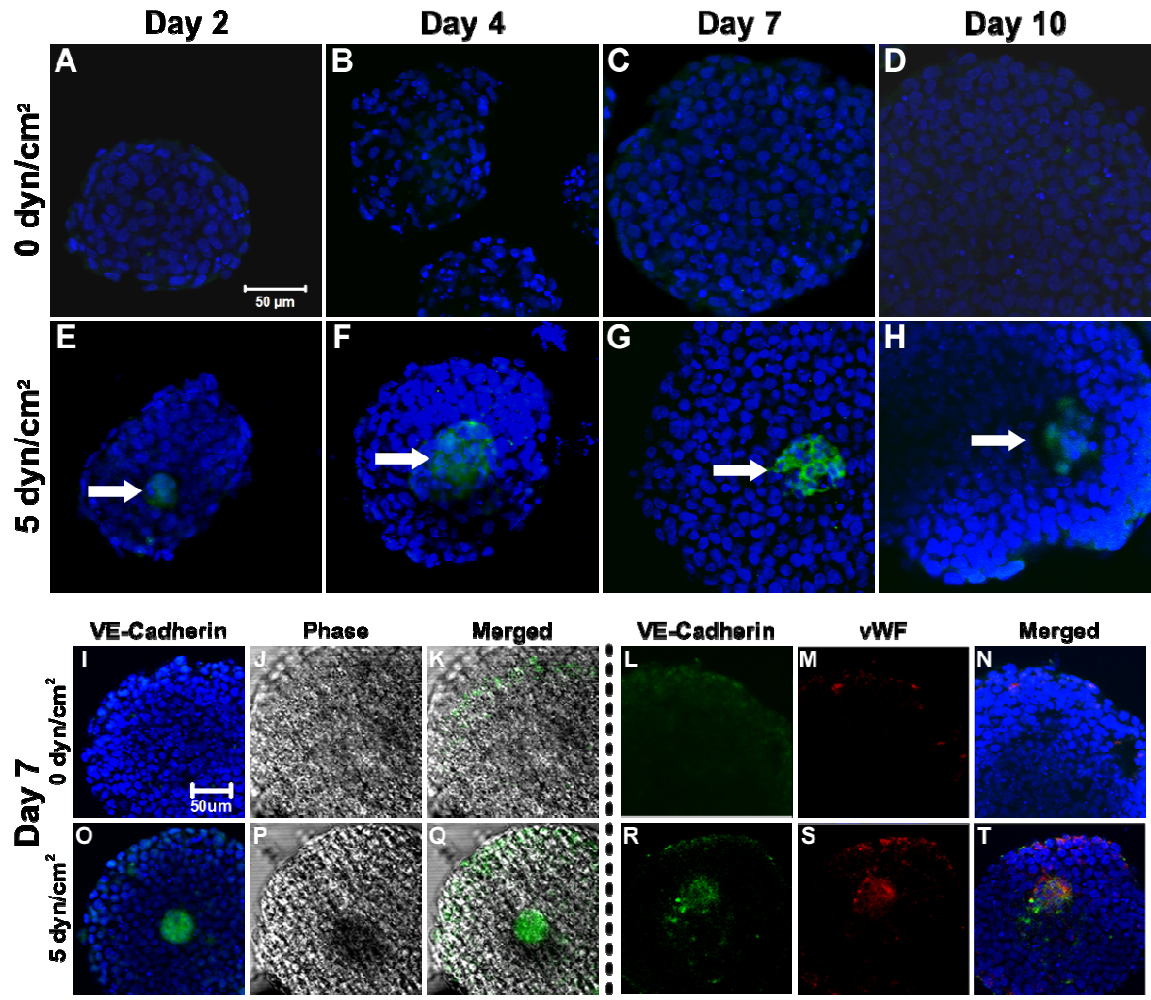 Day 2 Day 4 Day 7 Day 10
0 dyn/cm²
A B C D
50 µm
5 dyn/cm²
E F G H
VE-Cadherin Phase Merged VE-Cadherin vWF Merged
Day 7
0 dyn/cm²
I J K L M N
50um
5 dyn/cm²
O P Q R S T